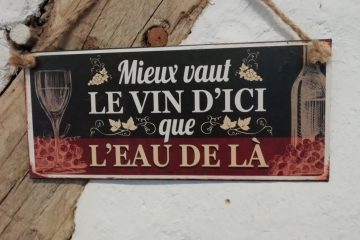 Mieux vaut
LE VIN D'ICI
que
L'EAU DE LÀ